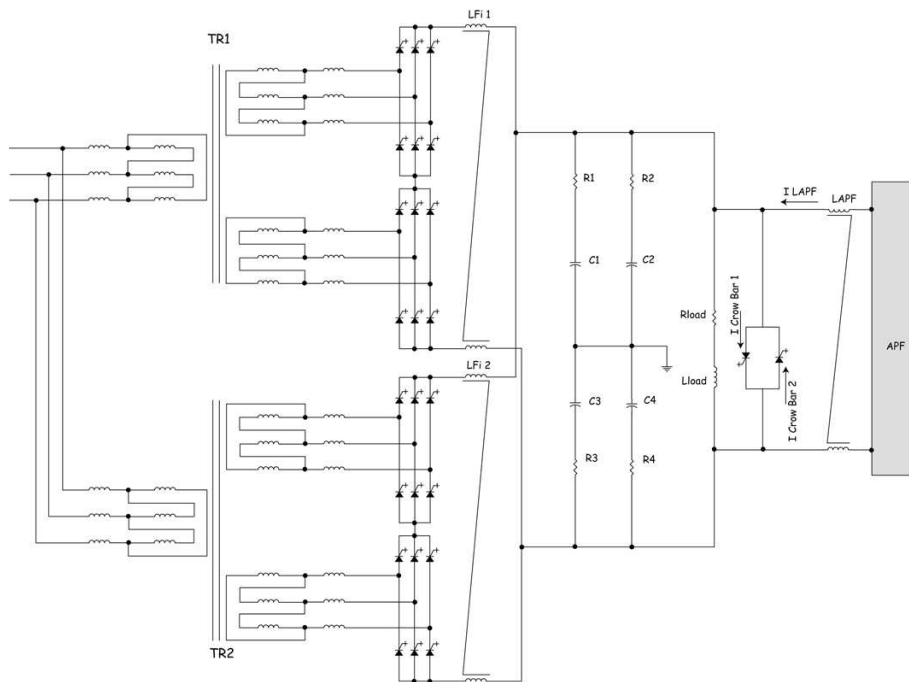 LFi 1
TR1
R1
R2
I LAPF
LAPF
C1
C2
I Crow Bar 1
Rload
APF
LFi 2
Lload
I Crow Bar 2
C3
C4
R3
R4
TR2